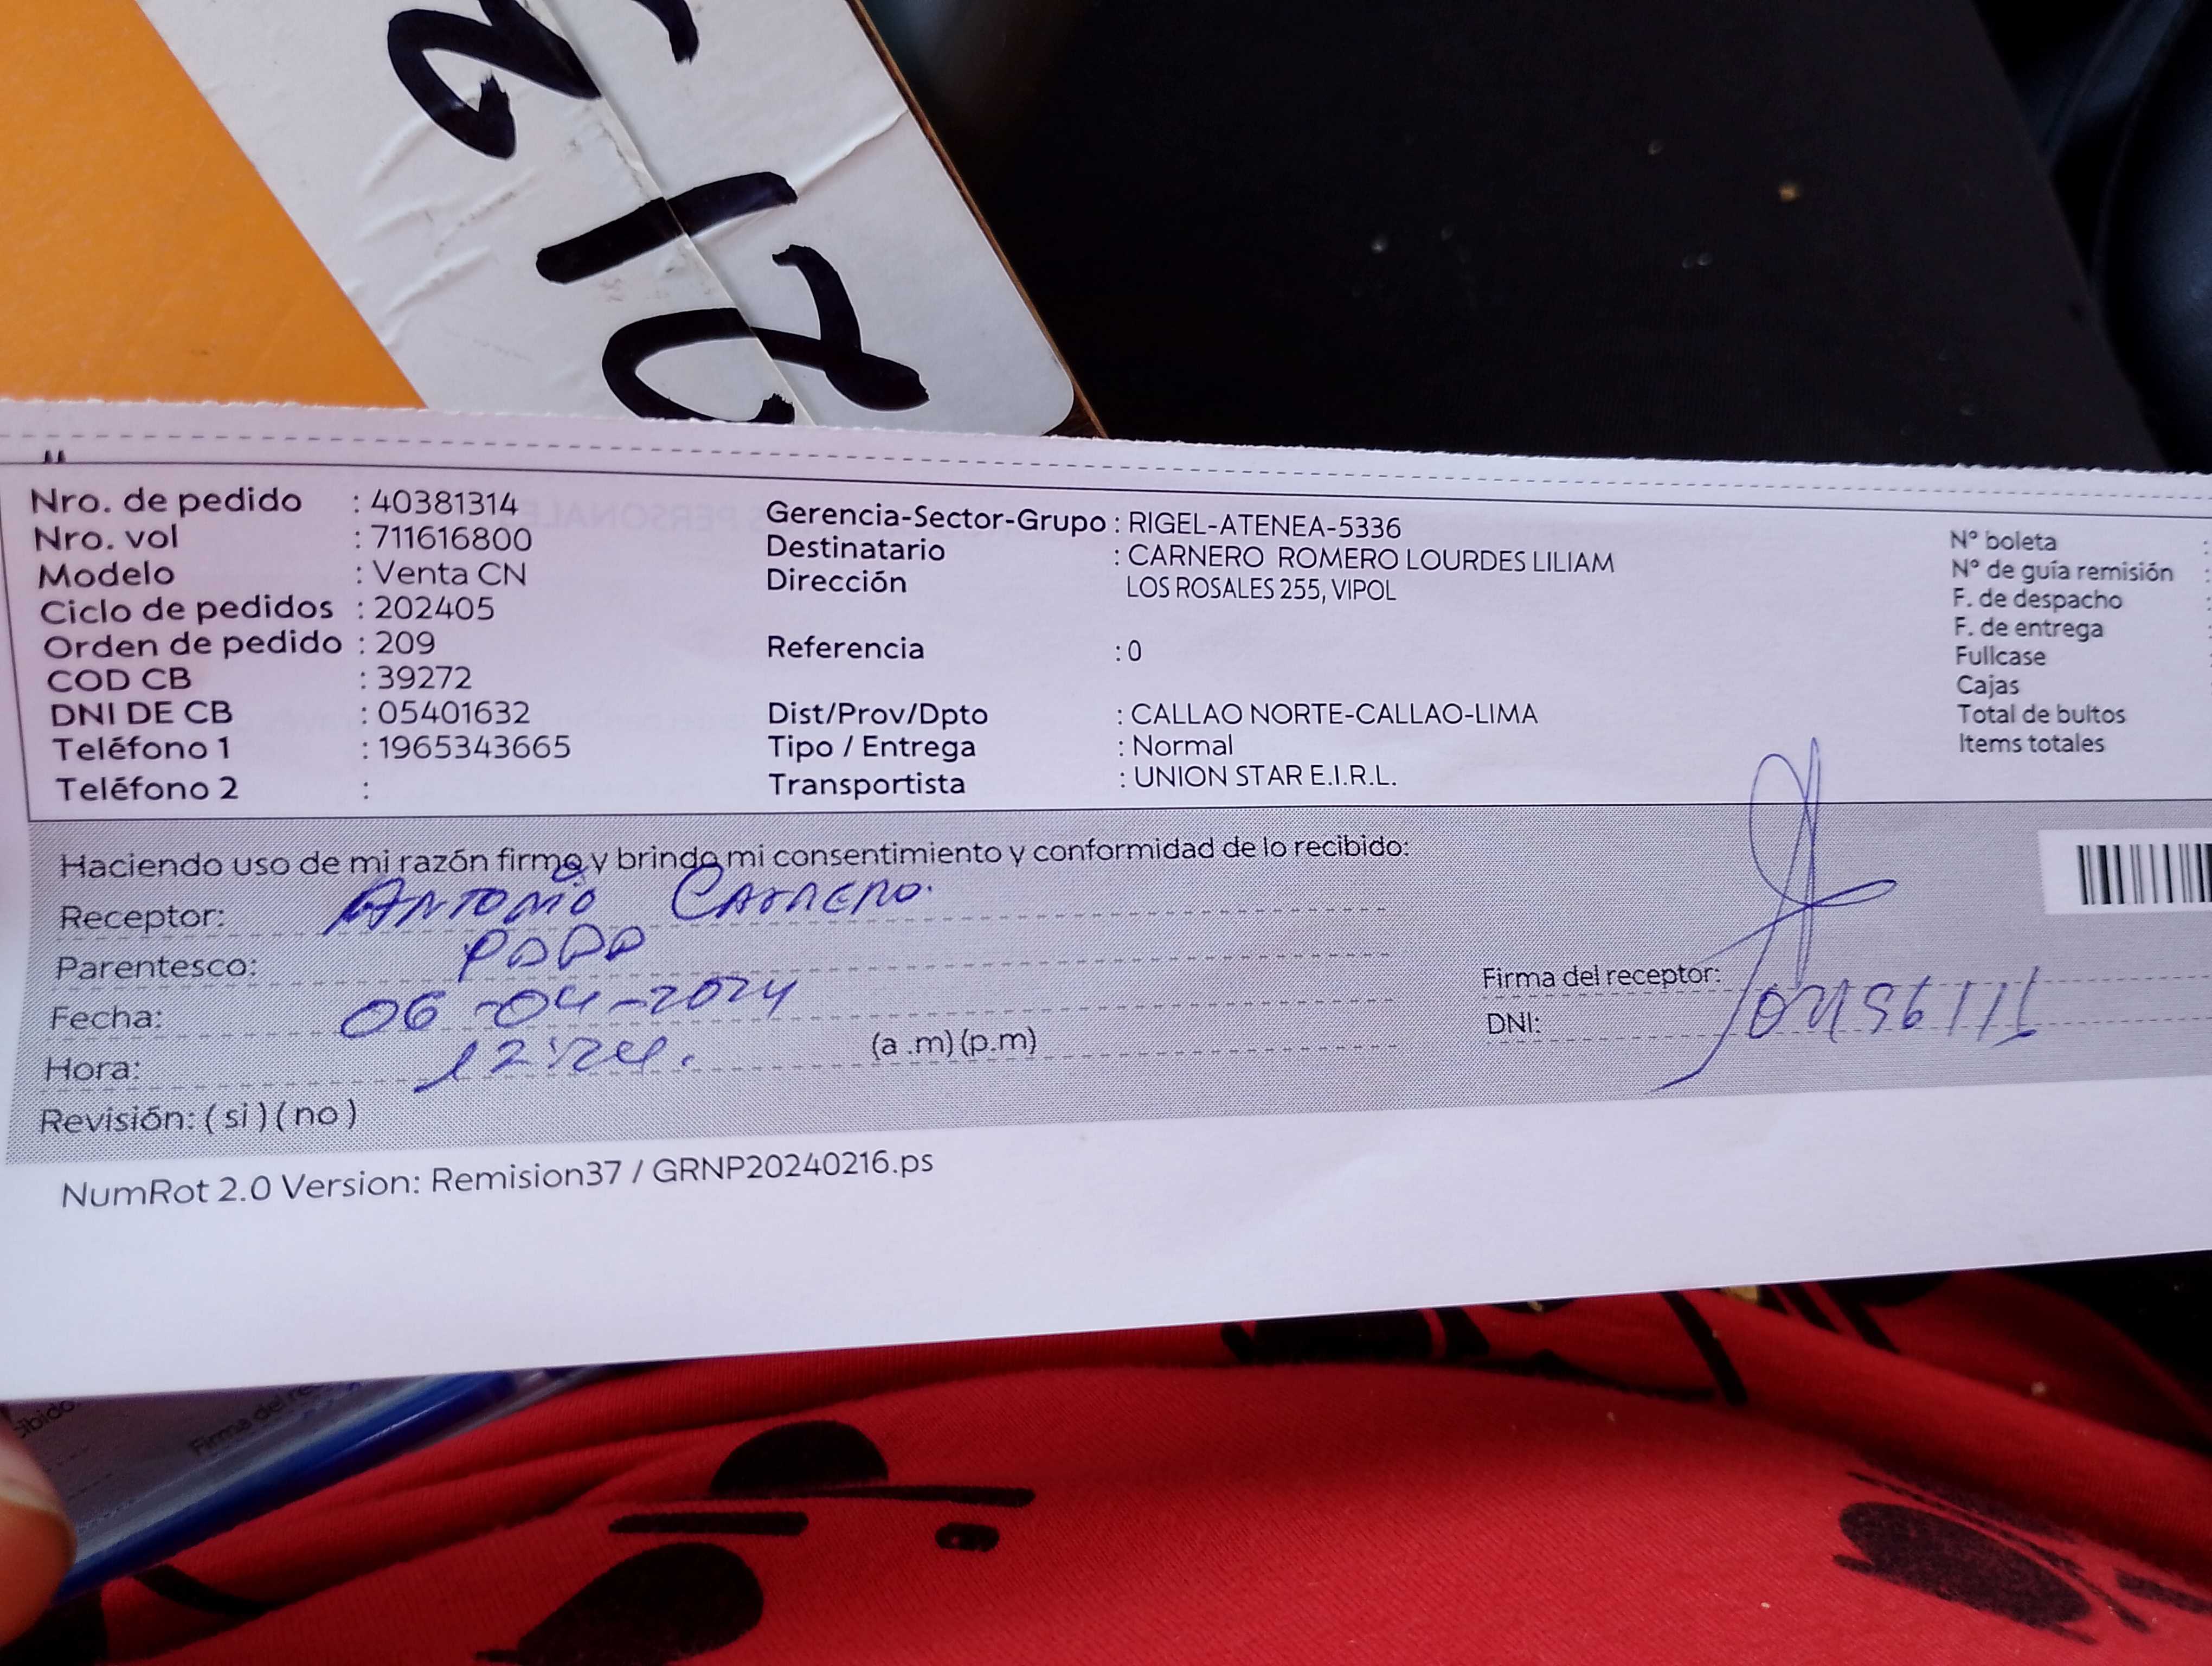 Nro. de pedido : 40381314
Nro. vol : 711616800
Modelo : Venta CN
Ciclo de pedidos : 202405
Orden de pedido : 209
COD CB : 39272
DNI DE CB : 05401632
Teléfono 1 : 1965343665
Teléfono 2 :
Gerencia-Sector-Grupo : RIGEL-ATENEA-5336
Destinatario : CARNERO ROMERO LOURDES LILIAM
Dirección LOS ROSALES 255, VIPOL
Referencia : 0
Dist/Prov/Dpto : CALLAO NORTE-CALLAO-LIMA
Tipo / Entrega : Normal
Transportista : UNION STAR E.I.R.L.
N° boleta :
N° de guía remisión :
F. de despacho
F. de entrega
Fullcase
Cajas
Total de bultos
Items totales
Haciendo uso de mi razón firmo y brindo mi consentimiento y conformidad de lo recibido:
Receptor: ANTONIO CARNERO.
Parentesco: PAPA
Fecha: 06-04-2024
Hora: 12:24. (a .m) (p.m)
Revisión: ( si ) ( no )
Firma del receptor:
DNI:
NumRot 2.0 Version: Remision37 / GRNP20240216.ps
Firma del re